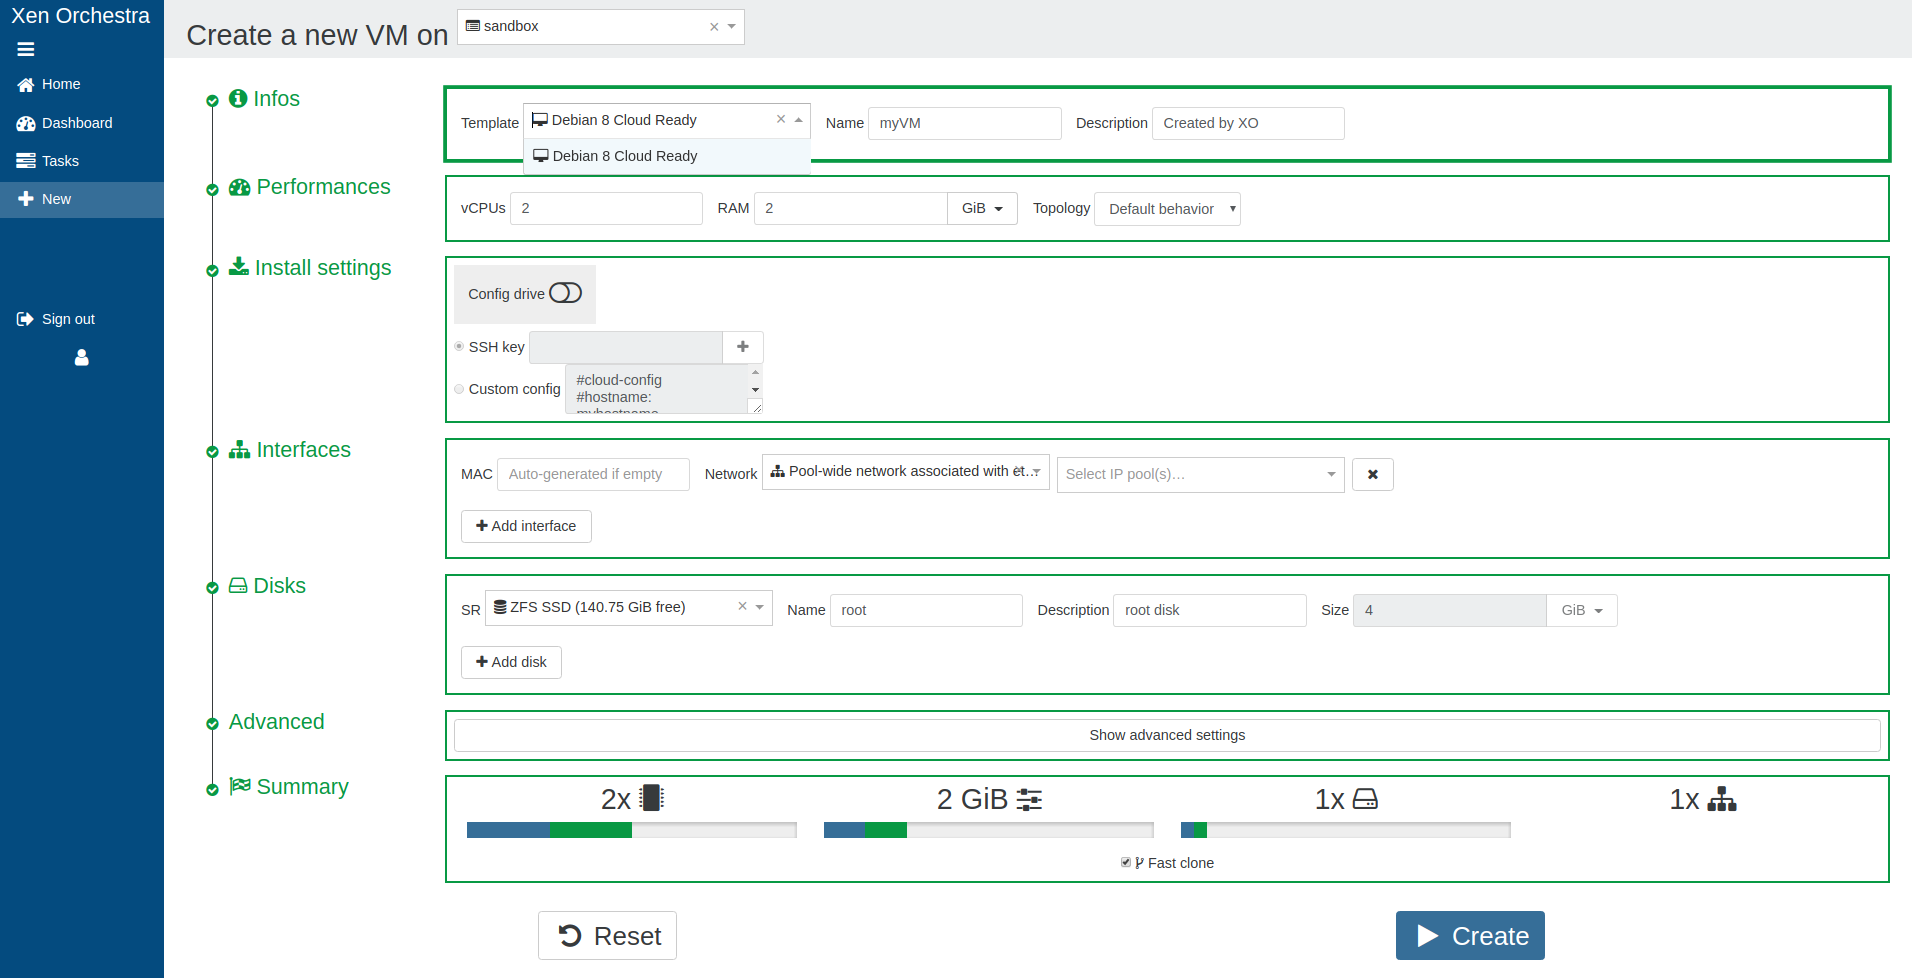 Xen Orchestra
Home
Dashboard
Tasks
New
Sign out
Create a new VM on sandbox
Infos
Template Debian 8 Cloud Ready Name myVM Description Created by XO
Debian 8 Cloud Ready
Performances
vCPUs 2 RAM 2 GiB Topology Default behavior
Install settings
Config drive
SSH key
Custom config #cloud-config
#hostname:
myhostname
Interfaces
MAC Auto-generated if empty Network Pool-wide network associated with et... Select IP pool(s)...
Add interface
Disks
SR ZFS SSD (140.75 GiB free) Name root Description root disk Size 4 GiB
Add disk
Advanced
Show advanced settings
Summary
2x 2 GiB 1x 1x
Fast clone
Reset Create